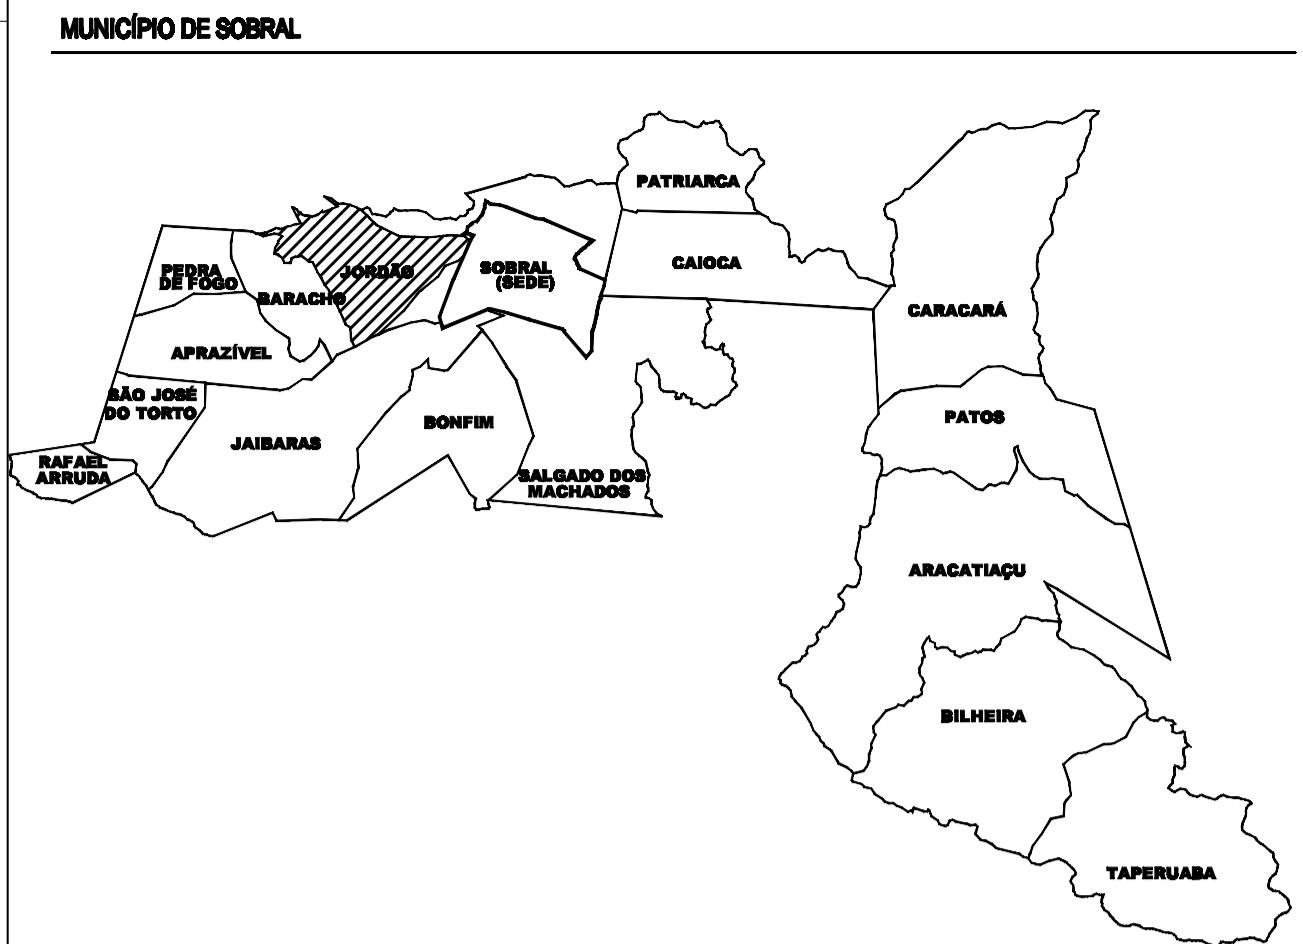 MUNICÍPIO DE SOBRAL
PATRIARCA
CAIOCA
PEDRA
DE FOGO
BARACHO
JORDÃO
SOBRAL
(SEDE)
CARACARÁ
APRAZÍVEL
SÃO JOSÉ
DO TORTO
PATOS
BONFIM
JAIBARAS
RAFAEL
ARRUDA
SALGADO DOS
MACHADOS
ARACATIAÇU
BILHEIRA
TAPERUABA